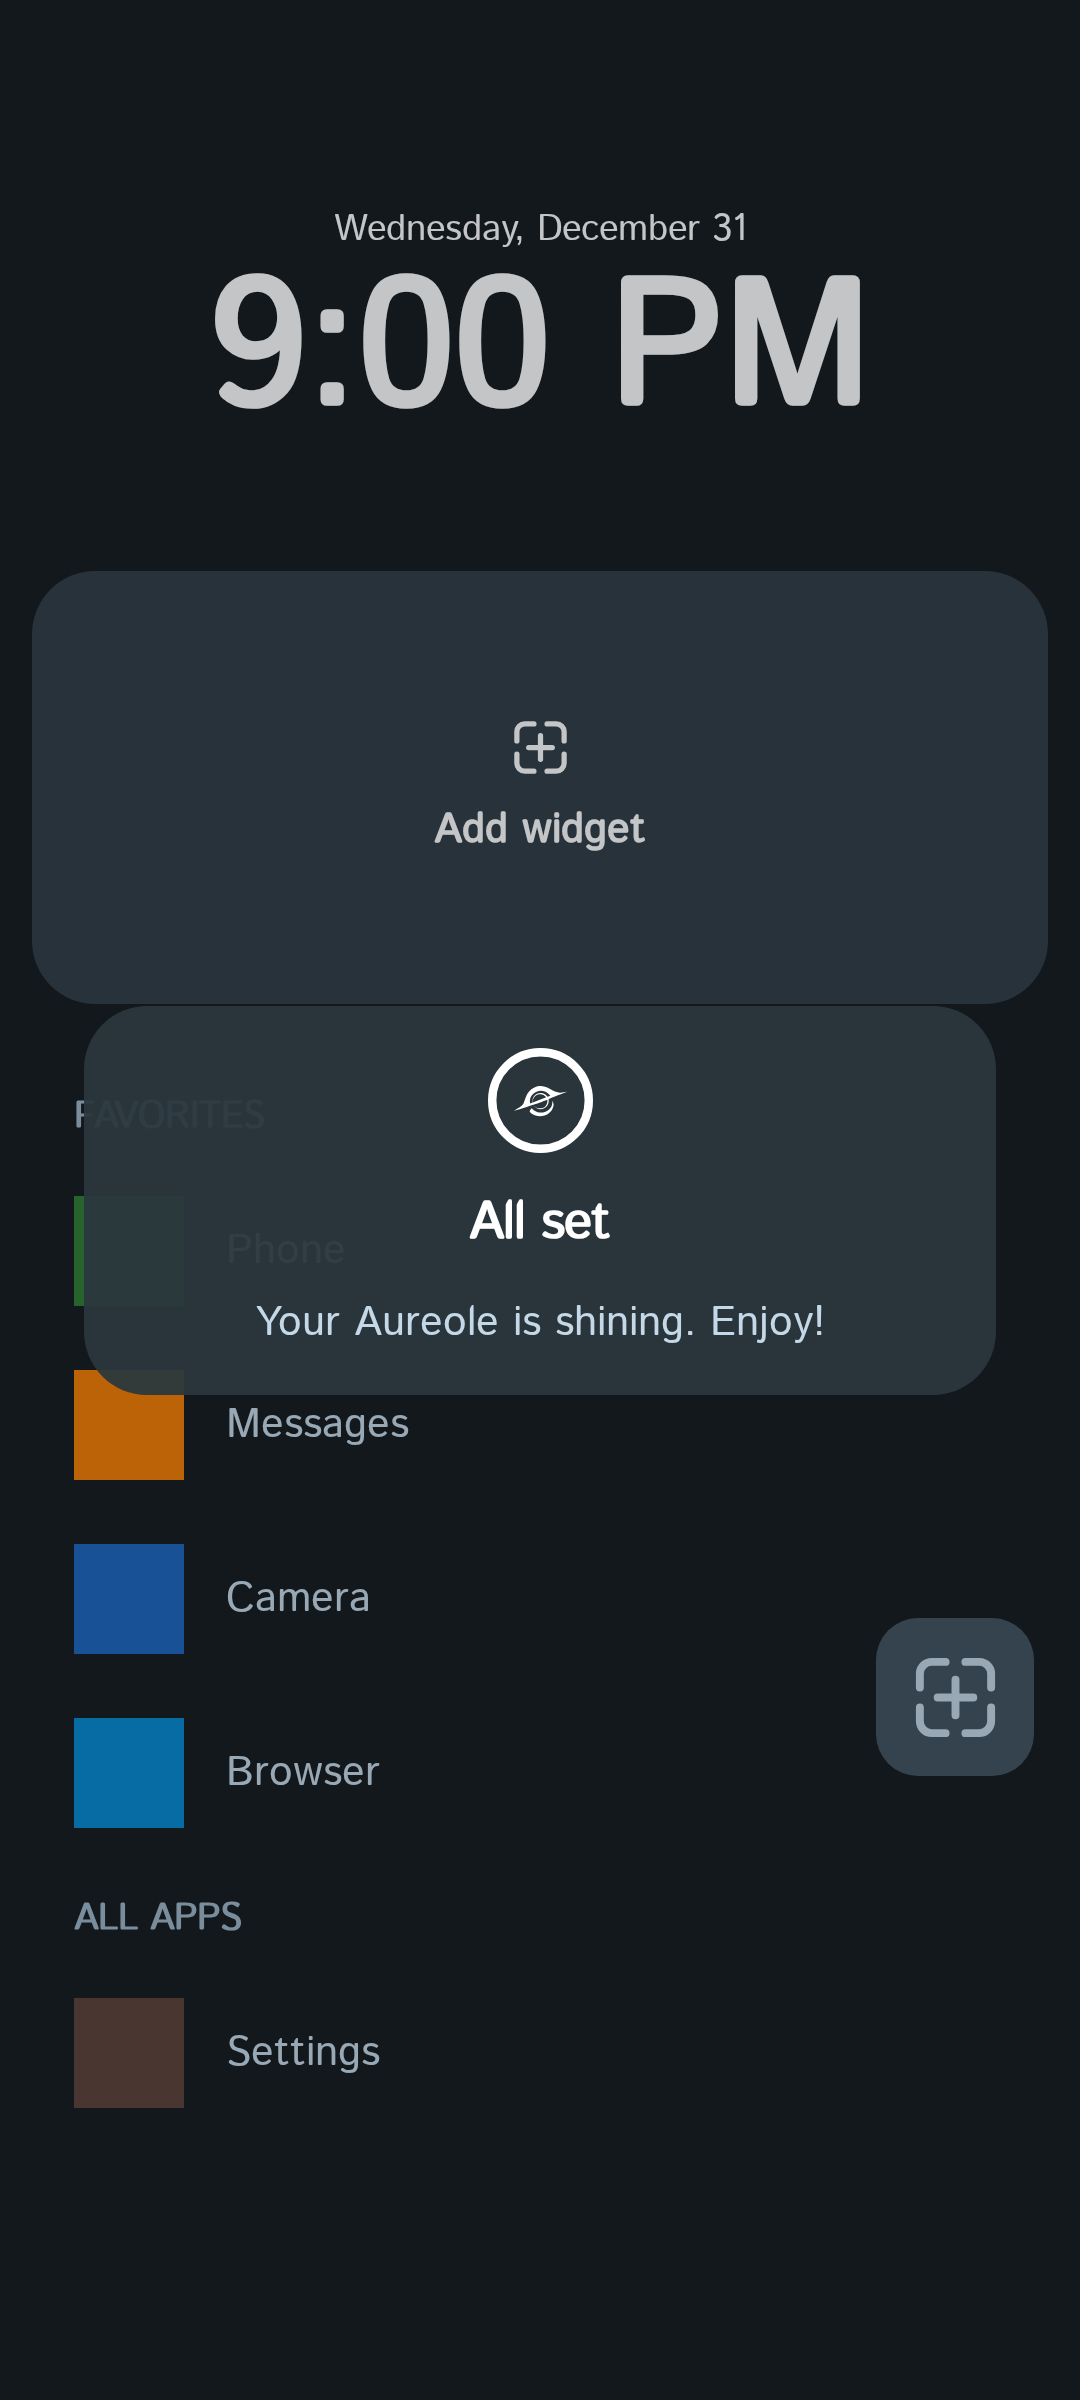 Wednesday, December 31
9:00 PM
Add widget
FAVORITES
All set
Phone
Your Aureole is shining. Enjoy!
Messages
Camera
Browser
ALL APPS
Settings